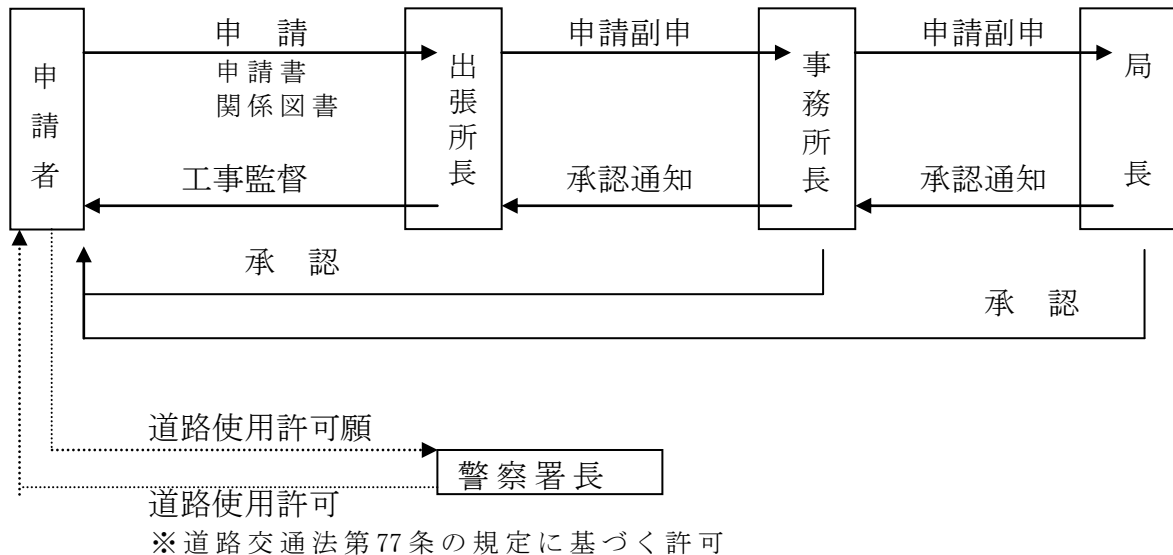 申請 申請副申 申請副申
申請書
関係図書
申請者
出張所長
事務所長
局長
工事監督 承認通知 承認通知
承認
承認
道路使用許可願
警察署長
道路使用許可
※道路交通法第77条の規定に基づく許可